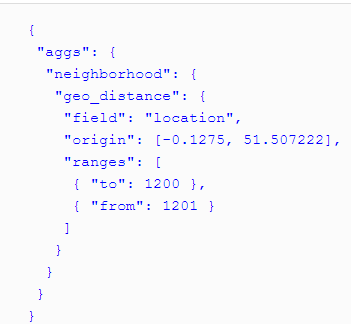 {
"aggs": {
"neighborhood": {
"geo_distance": {
"field": "location",
"origin": [-0.1275, 51.507222],
"ranges": [
{ "to": 1200 },
{ "from": 1201 }
]
}
}
}
}